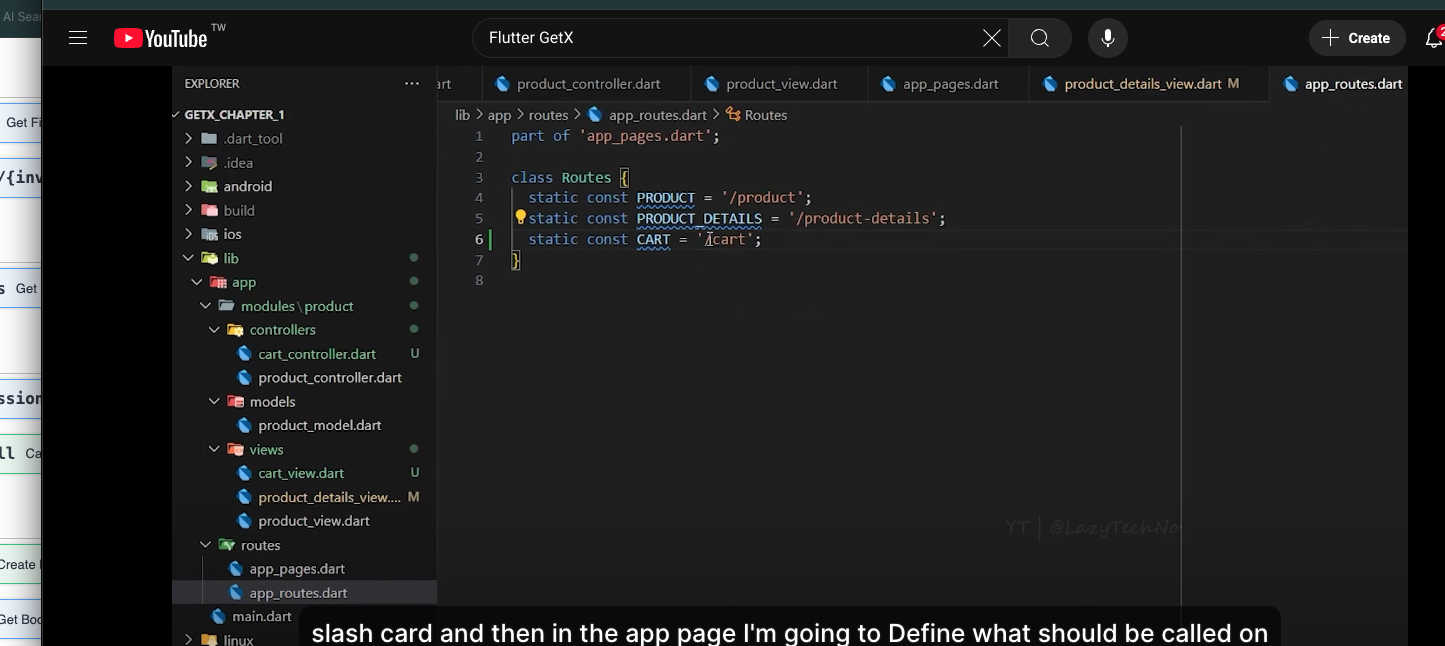 AI Sear
YouTube TW
Flutter GetX
Create
2
Get Fi
/{inv
s Get
ssion
ll Ca
Create
Get Boo
EXPLORER
GETX_CHAPTER_1
.dart_tool
.idea
android
build
ios
lib
app
modules\product
controllers
cart_controller.dart U
product_controller.dart
models
product_model.dart
views
cart_view.dart U
product_details_view.... M
product_view.dart
routes
app_pages.dart
app_routes.dart
main.dart
linux
art product_controller.dart product_view.dart app_pages.dart product_details_view.dart M app_routes.dart
lib > app > routes > app_routes.dart > Routes
1 part of 'app_pages.dart';
2
3 class Routes {
4 static const PRODUCT = '/product';
5 static const PRODUCT_DETAILS = '/product-details';
6 static const CART = '/cart';
7 }
8
YT | @LazyTechNo
slash card and then in the app page I'm going to Define what should be called on